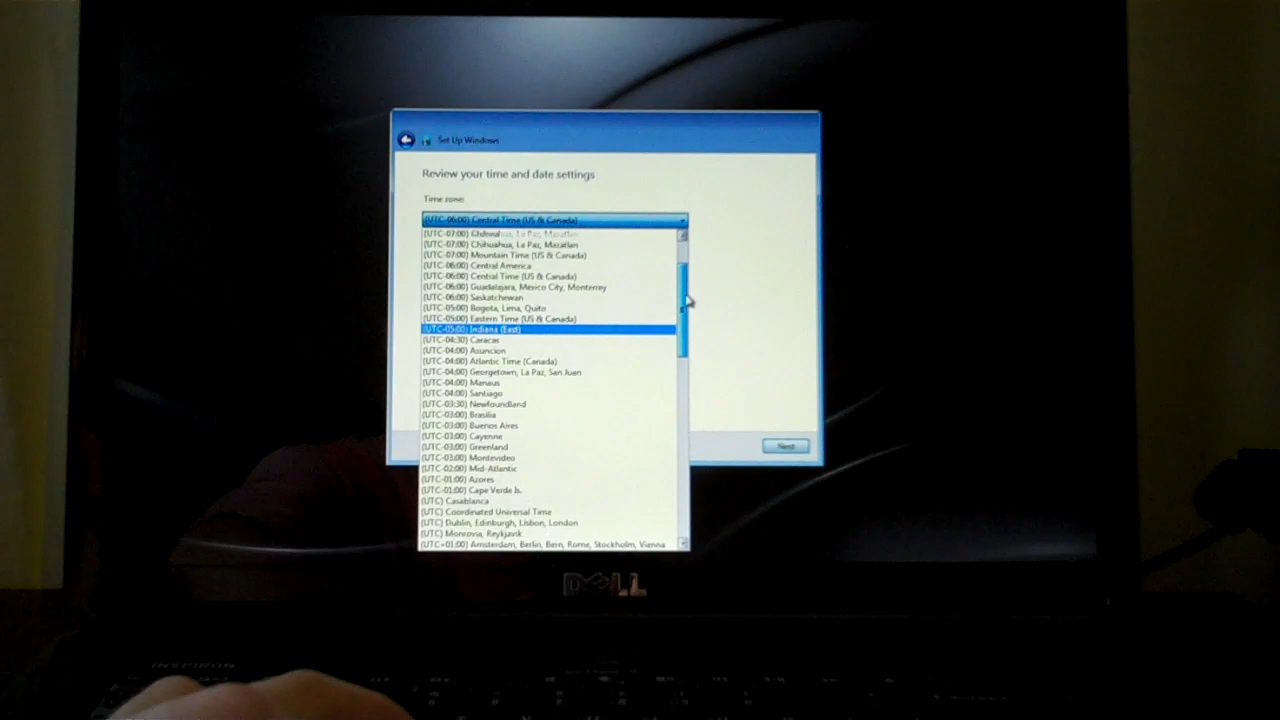 Set Up Windows
Review your time and date settings
Time zone:
(UTC-06:00) Central Time (US & Canada)
(UTC-07:00) Chihuahua, La Paz, Mazatlan
(UTC-07:00) Mountain Time (US & Canada)
(UTC-06:00) Central America
(UTC-06:00) Central Time (US & Canada)
(UTC-06:00) Guadalajara, Mexico City, Monterrey
(UTC-06:00) Saskatchewan
(UTC-05:00) Bogota, Lima, Quito
(UTC-05:00) Eastern Time (US & Canada)
(UTC-05:00) Indiana (East)
(UTC-04:30) Caracas
(UTC-04:00) Asuncion
(UTC-04:00) Atlantic Time (Canada)
(UTC-04:00) Georgetown, La Paz, San Juan
(UTC-04:00) Manaus
(UTC-04:00) Santiago
(UTC-03:30) Newfoundland
(UTC-03:00) Brasilia
(UTC-03:00) Buenos Aires
(UTC-03:00) Cayenne
(UTC-03:00) Greenland
(UTC-03:00) Montevideo
(UTC-02:00) Mid-Atlantic
(UTC-01:00) Azores
(UTC-01:00) Cape Verde Is.
(UTC) Casablanca
(UTC) Coordinated Universal Time
(UTC) Dublin, Edinburgh, Lisbon, London
(UTC) Monrovia, Reykjavik
(UTC+01:00) Amsterdam, Berlin, Bern, Rome, Stockholm, Vienna
Next
DELL
INSPIRON